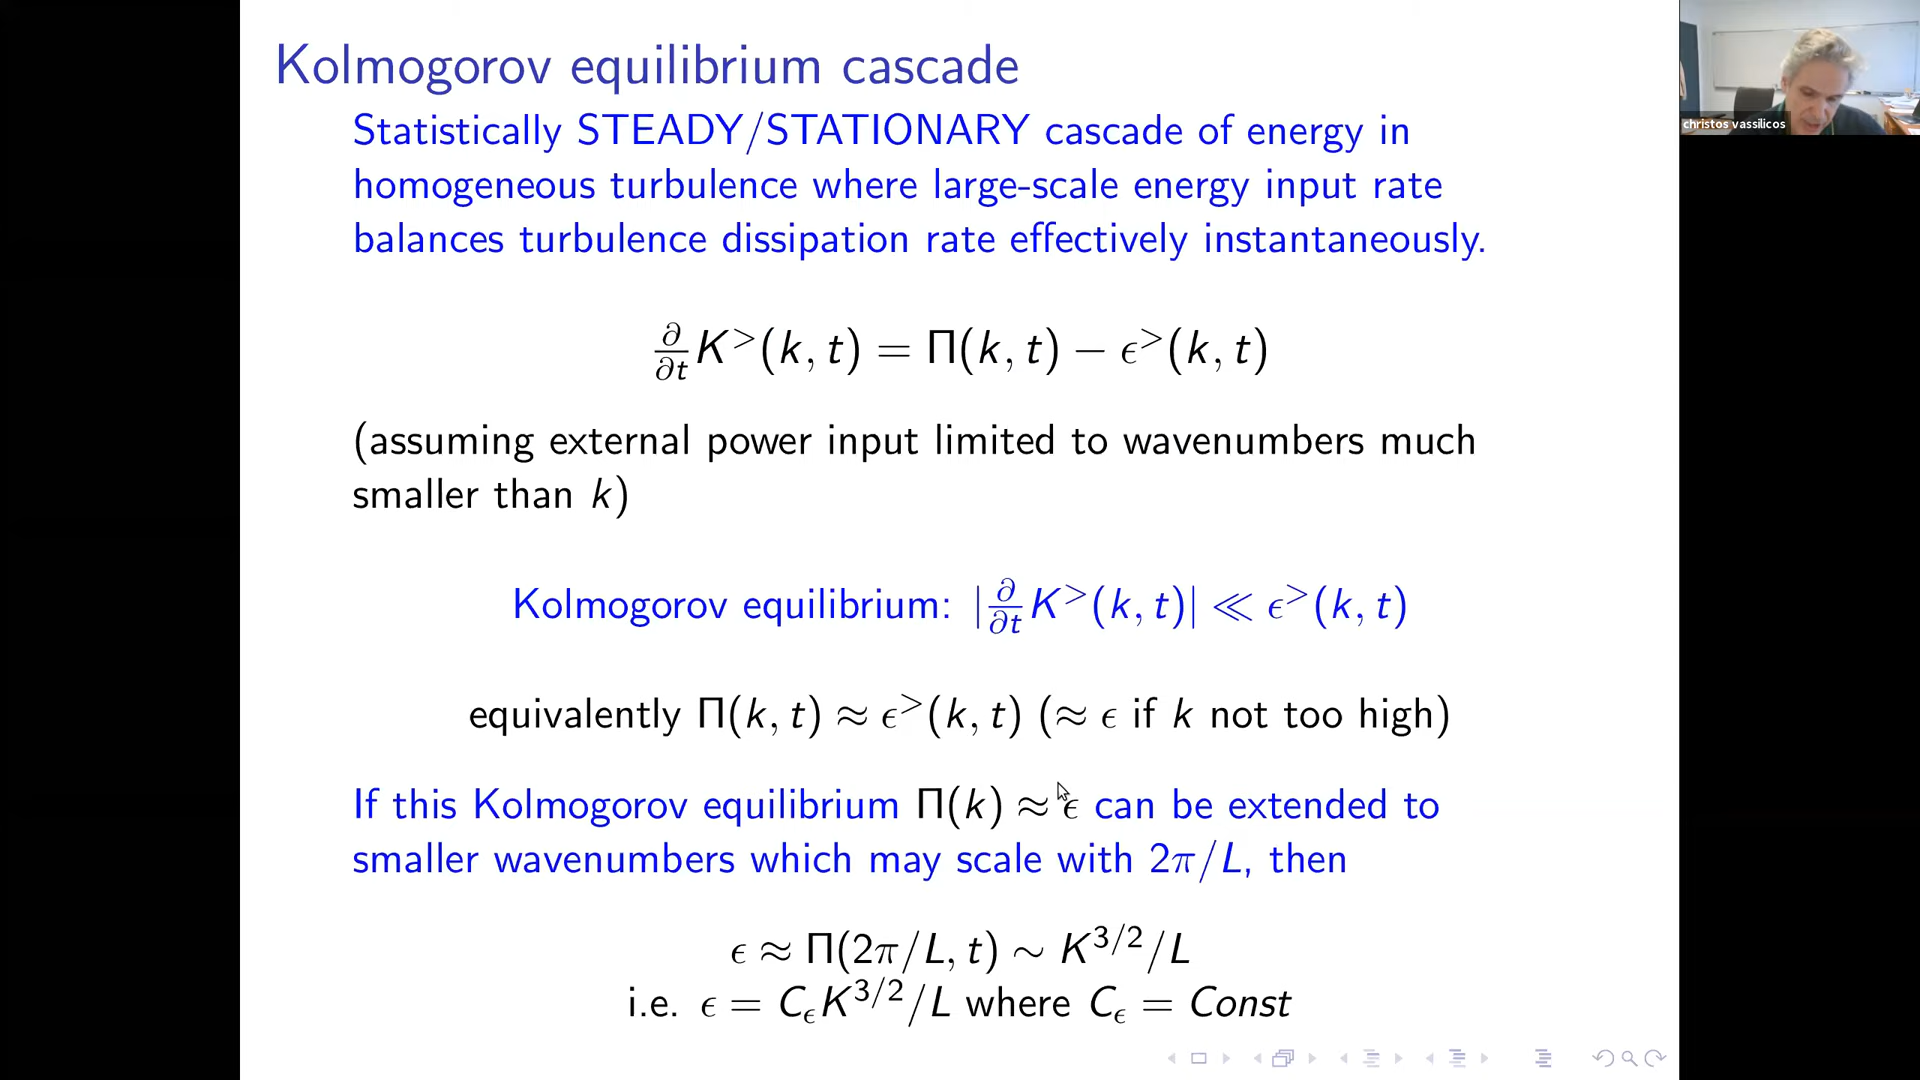 Kolmogorov equilibrium cascade
christos vassilicos
Statistically STEADY/STATIONARY cascade of energy in
homogeneous turbulence where large-scale energy input rate
balances turbulence dissipation rate effectively instantaneously.
∂/∂t K^>(k, t) = Π(k, t) − ϵ^>(k, t)
(assuming external power input limited to wavenumbers much
smaller than k)
Kolmogorov equilibrium: |∂/∂t K^>(k, t)| ≪ ϵ^>(k, t)
equivalently Π(k, t) ≈ ϵ^>(k, t) (≈ ϵ if k not too high)
If this Kolmogorov equilibrium Π(k) ≈ ϵ can be extended to
smaller wavenumbers which may scale with 2π/L, then
ϵ ≈ Π(2π/L, t) ∼ K^{3/2}/L
i.e. ϵ = C_ϵ K^{3/2}/L where C_ϵ = Const